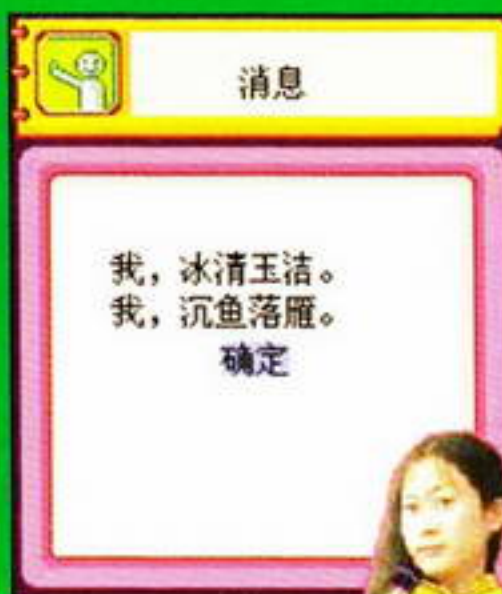 消息
我，冰清玉洁。
我，沉鱼落雁。
确定